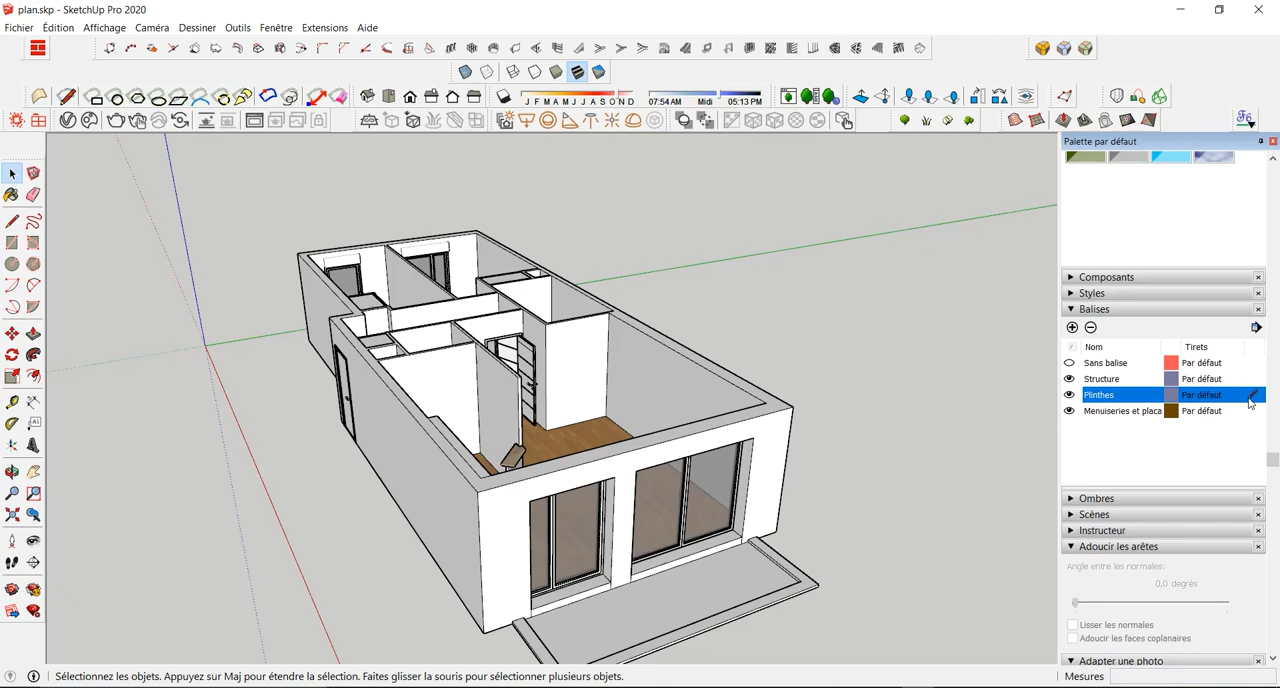 plan.skp - SketchUp Pro 2020
Fichier Édition Affichage Caméra Dessiner Outils Fenêtre Extensions Aide
J F M A M J J A S O N D 07:54 AM Midi 05:13 PM
Palette par défaut
Composants
Styles
Balises
Nom Tirets
Sans balise Par défaut
Structure Par défaut
Plinthes Par défaut
Menuiseries et placa Par défaut
Ombres
Scènes
Instructeur
Adoucir les arêtes
Angle entre les normales:
0,0 degrés
Lisser les normales
Adoucir les faces coplanaires
Adapter une photo
Sélectionnez les objets. Appuyez sur Maj pour étendre la sélection. Faites glisser la souris pour sélectionner plusieurs objets. Mesures